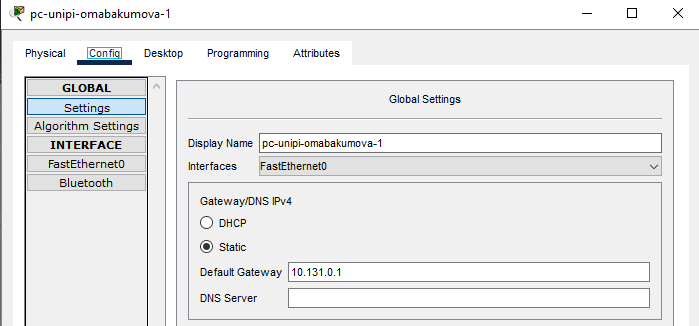 pc-unipi-omabakumova-1
Physical Config Desktop Programming Attributes
GLOBAL
Settings
Algorithm Settings
INTERFACE
FastEthernet0
Bluetooth
Global Settings
Display Name pc-unipi-omabakumova-1
Interfaces FastEthernet0
Gateway/DNS IPv4
DHCP
Static
Default Gateway 10.131.0.1
DNS Server